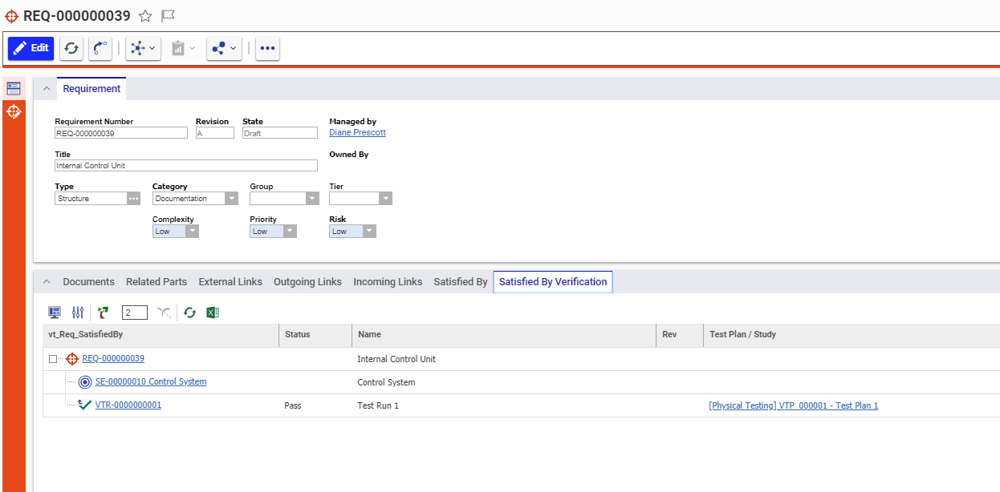 REQ-000000039
Edit
Requirement
Requirement Number
Revision
State
Managed by
REQ-000000039
A
Draft
Diane Prescott
Title
Owned By
Internal Control Unit
Type
Category
Group
Tier
Structure
Documentation
Complexity
Priority
Risk
Low
Low
Low
Documents
Related Parts
External Links
Outgoing Links
Incoming Links
Satisfied By
Satisfied By Verification
2
vt_Req_SatisfiedBy
Status
Name
Rev
Test Plan / Study
REQ-000000039
Internal Control Unit
SE-00000010 Control System
Control System
VTR-0000000001
Pass
Test Run 1
[Physical Testing] VTP_000001 - Test Plan 1